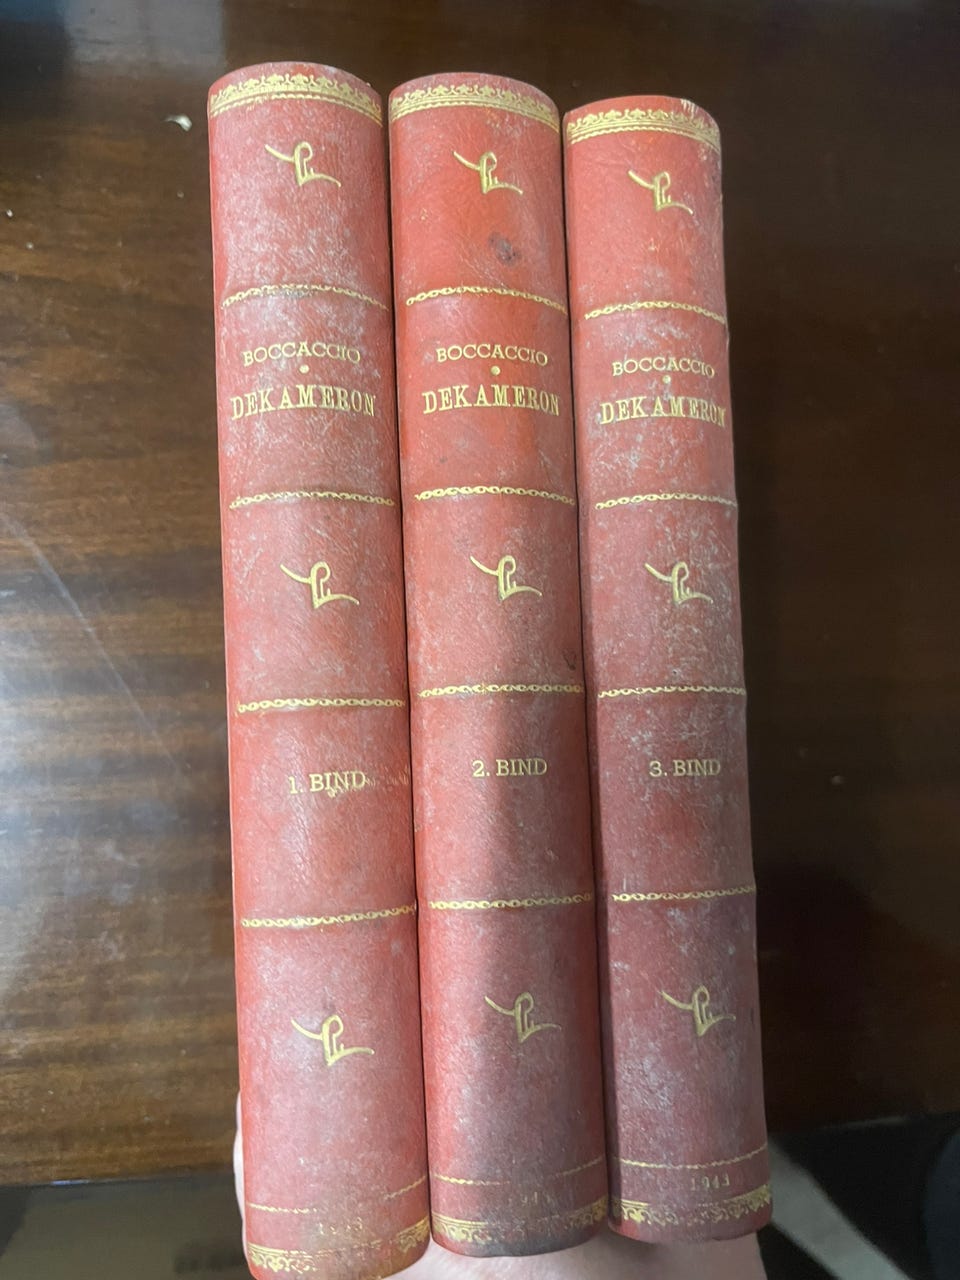 BOCCACCIO
DEKAMERON
1. BIND
BOCCACCIO
DEKAMERON
2. BIND
BOCCACCIO
DEKAMERON
3. BIND
1943